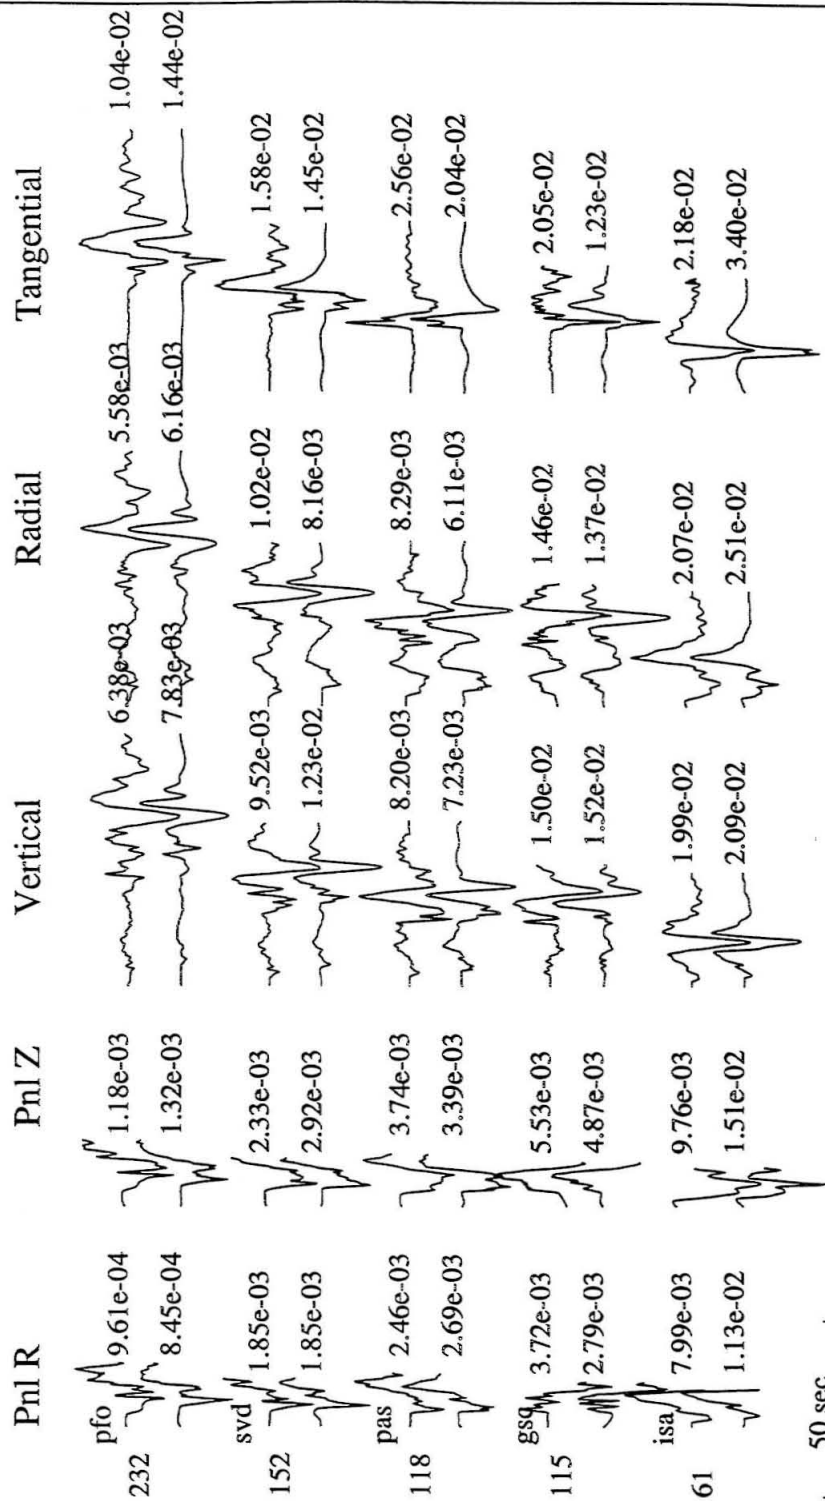 Pnl R Pnl Z Vertical Radial Tangential
pfo 9.61e-04 1.18e-03 6.38e-03 5.58e-03 1.04e-02
232 8.45e-04 1.32e-03 7.83e-03 6.16e-03 1.44e-02
svd 1.85e-03 2.33e-03 9.52e-03 1.02e-02 1.58e-02
152 1.85e-03 2.92e-03 1.23e-02 8.16e-03 1.45e-02
pas 2.46e-03 3.74e-03 8.20e-03 8.29e-03 2.56e-02
118 2.69e-03 3.39e-03 7.23e-03 6.11e-03 2.04e-02
gsc 3.72e-03 5.53e-03 1.50e-02 1.46e-02 2.05e-02
115 2.79e-03 4.87e-03 1.52e-02 1.37e-02 1.23e-02
isa 7.99e-03 9.76e-03 1.99e-02 2.07e-02 2.18e-02
61 1.13e-02 1.51e-02 2.09e-02 2.51e-02 3.40e-02
50 sec